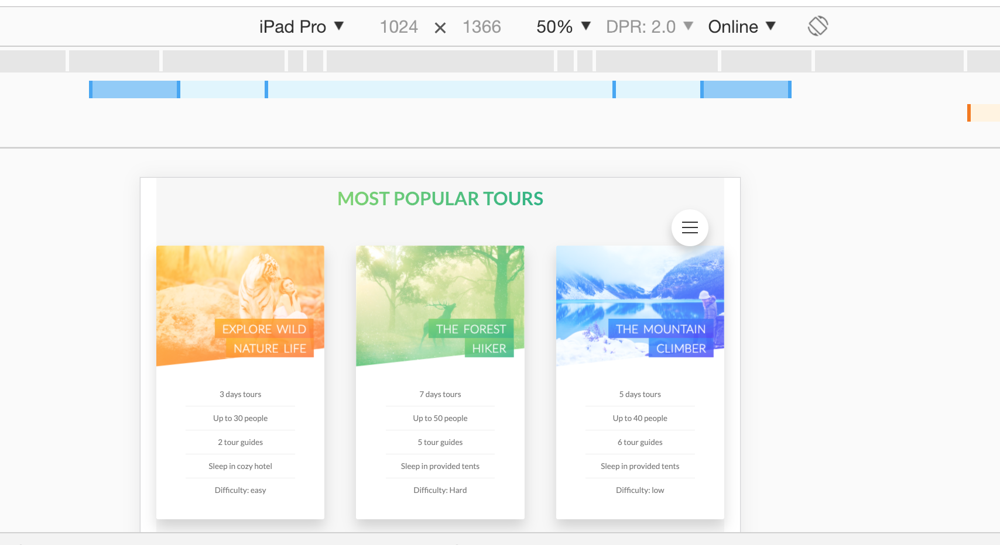 iPad Pro ▼ 1024 × 1366 50% ▼ DPR: 2.0 ▼ Online ▼
MOST POPULAR TOURS
EXPLORE WILD
NATURE LIFE
3 days tours
Up to 30 people
2 tour guides
Sleep in cozy hotel
Difficulty: easy
THE FOREST
HIKER
7 days tours
Up to 50 people
5 tour guides
Sleep in provided tents
Difficulty: Hard
THE MOUNTAIN
CLIMBER
5 days tours
Up to 40 people
6 tour guides
Sleep in provided tents
Difficulty: low